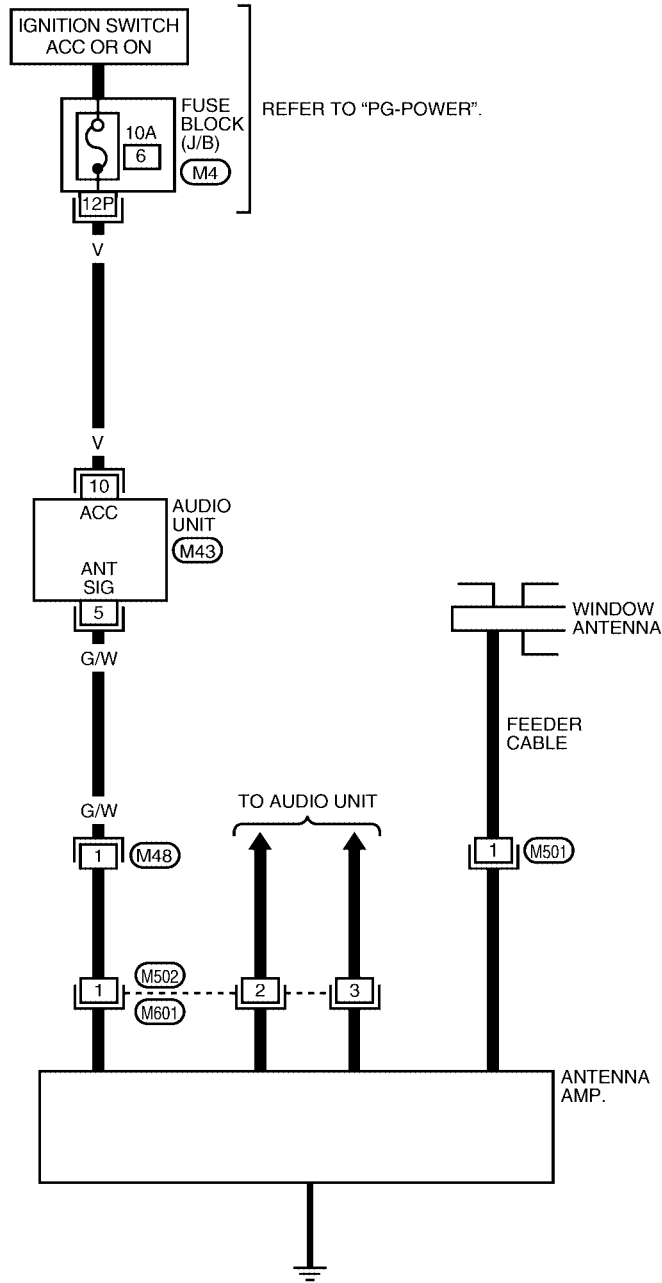 IGNITION SWITCH
ACC OR ON
FUSE
BLOCK
(J/B)
REFER TO “PG-POWER”.
10A
6
M4
12P
V
V
10
ACC
AUDIO
UNIT
M43
ANT
SIG
5
G/W
WINDOW
ANTENNA
FEEDER
CABLE
G/W
TO AUDIO UNIT
1
M48
1
M501
1
M502
M601
2
3
ANTENNA
AMP.